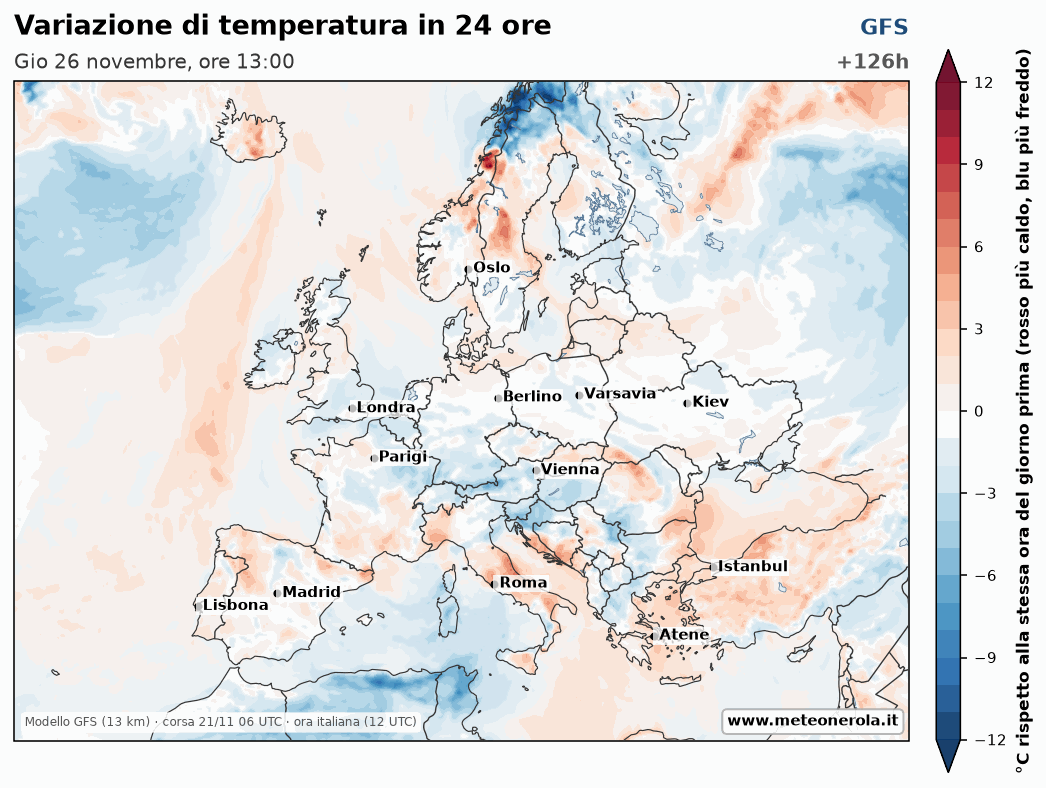 Variazione di temperatura in 24 ore
GFS
Gio 26 novembre, ore 13:00
+126h
Oslo
Londra
Berlino
Varsavia
Kiev
Parigi
Vienna
Istanbul
Roma
Madrid
Lisbona
Atene
Modello GFS (13 km) · corsa 21/11 06 UTC · ora italiana (12 UTC)
www.meteonerola.it
12
9
6
3
0
−3
−6
−9
−12
°C rispetto alla stessa ora del giorno prima (rosso più caldo, blu più freddo)